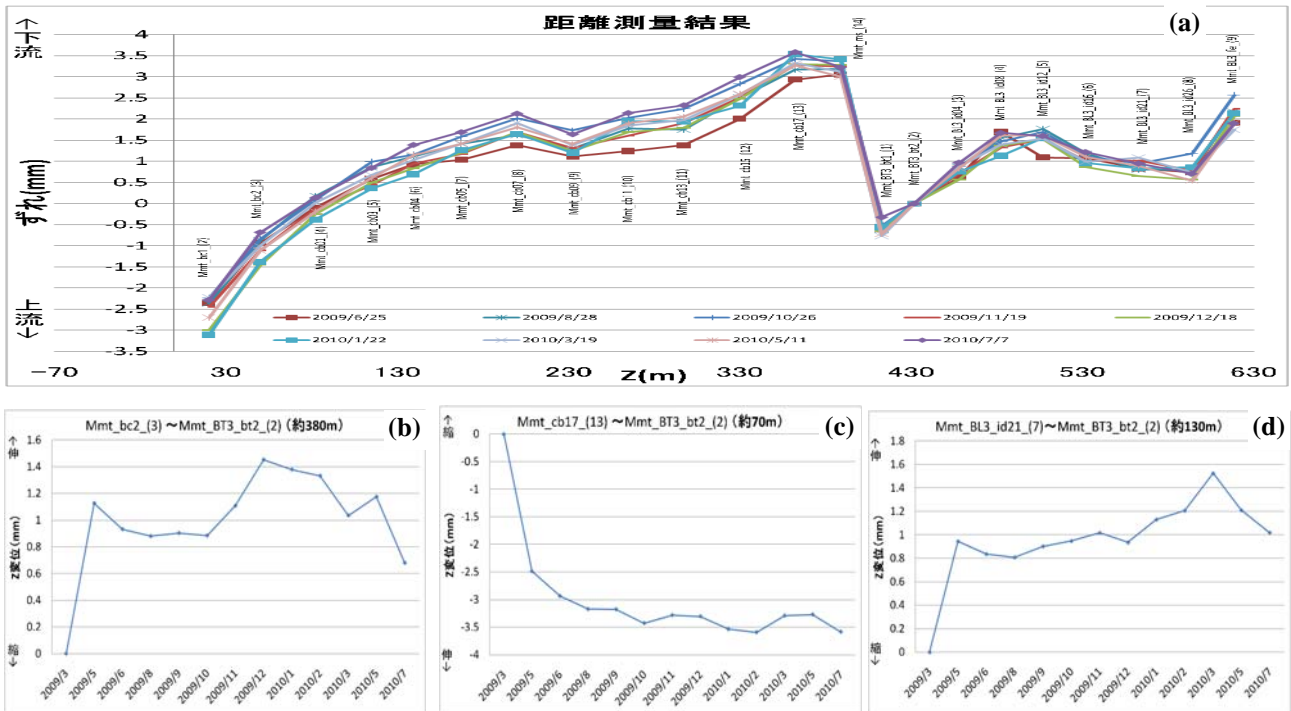 距離測量結果
(a)
←下流
ずれ(mm)
←上流
4
3.5
3
2.5
2
1.5
1
0.5
0
-0.5
-1
-1.5
-2
-2.5
-3
-3.5
Mmt_bc1_(2)
Mmt_bc2_(3)
Mmt_cb21_(4)
Mmt_cb03_(5)
Mmt_cb04_(6)
Mmt_cb05_(7)
Mmt_cb07_(8)
Mmt_cb09_(9)
Mmt_cb11_(10)
Mmt_cb13_(11)
Mmt_cb15_(12)
Mmt_cb17_(13)
Mmt_ms_(14)
Mmt_BT3_bt1_(1)
Mmt_BT3_bt2_(2)
Mmt_BL3_id04_(3)
Mmt_BL3_id08_(4)
Mmt_BL3_id12_(5)
Mmt_BL3_id16_(6)
Mmt_BL3_id21_(7)
Mmt_BL3_id26_(8)
2009/6/25 2009/8/28 2009/10/26 2009/11/19 2009/12/18
2010/1/22 2010/3/19 2010/5/11 2010/7/7
-70 30 130 230 330 430 530 630
Z(m)
Mmt_bc2_(3) ～Mmt_BT3_bt2_(2) (約380m)
(b)
←伸
Z変位(mm)
←縮
1.6
1.4
1.2
1
0.8
0.6
0.4
0.2
0
2009/3 2009/5 2009/6 2009/8 2009/9 2009/10 2009/11 2009/12 2010/1 2010/2 2010/3 2010/5 2010/7
Mmt_cb17_(13) ～Mmt_BT3_bt2_(2) (約70m)
(c)
←縮
Z変位(mm)
←伸
0
-0.5
-1
-1.5
-2
-2.5
-3
-3.5
-4
2009/3 2009/5 2009/6 2009/8 2009/9 2009/10 2009/11 2009/12 2010/1 2010/2 2010/3 2010/5 2010/7
Mmt_BL3_id21_(7)～Mmt_BT3_bt2_(2) (約130m)
(d)
←伸
Z変位(mm)
←縮
1.8
1.6
1.4
1.2
1
0.8
0.6
0.4
0.2
0
2009/3 2009/5 2009/6 2009/8 2009/9 2009/10 2009/11 2009/12 2010/1 2010/2 2010/3 2010/5 2010/7